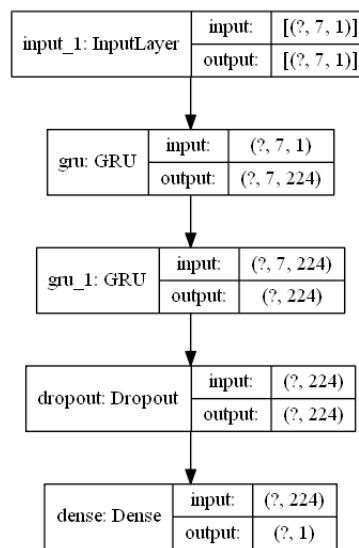 input_1: InputLayer
input: [(?, 7, 1)]
output: [(?, 7, 1)]
gru: GRU
input: (?, 7, 1)
output: (?, 7, 224)
gru_1: GRU
input: (?, 7, 224)
output: (?, 224)
dropout: Dropout
input: (?, 224)
output: (?, 224)
dense: Dense
input: (?, 224)
output: (?, 1)